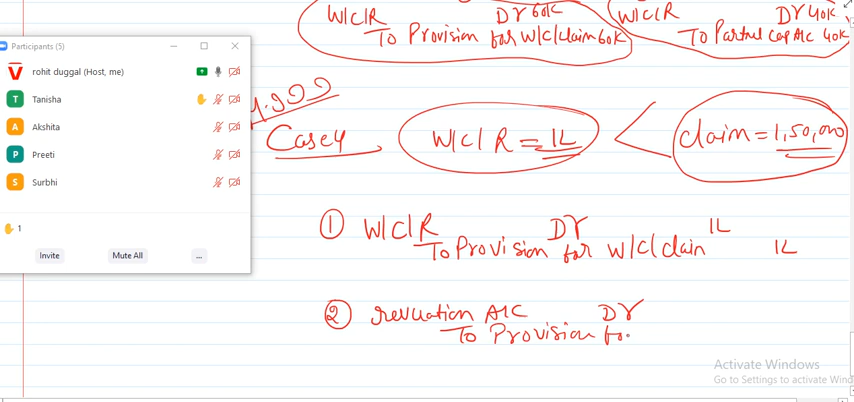 W/C/R Dr 60K
To Provision for W/C/Claim 60K
W/C/R Dr 40K
To Partner Cap A/C 40K
Participants (5)
rohit duggal (Host, me)
Tanisha
Akshita
Preeti
Surbhi
1
Invite
Mute All
...
Case 4
W/C/R = 1L
claim = 1,50,000
① W/C/R Dr 1L
To Provision for W/C/claim 1L
② revluation A/C Dr
To Provision fo
Activate Windows
Go to Settings to activate Wind